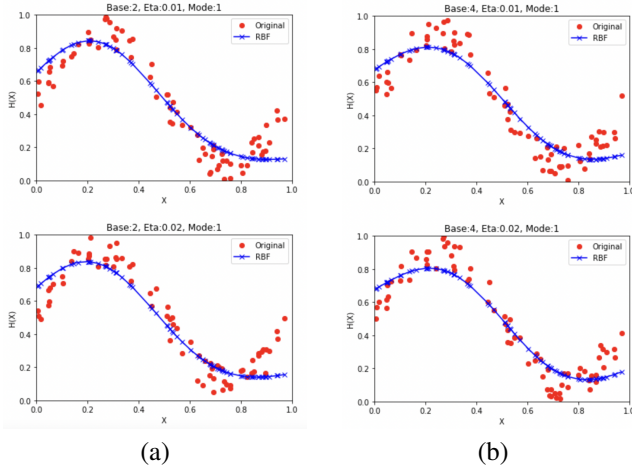 Base:2, Eta:0.01, Mode:1
1.0
0.8
0.6
0.4
0.2
0.0
H(X)
Original
RBF
0.0 0.2 0.4 0.6 0.8 1.0
X
Base:4, Eta:0.01, Mode:1
1.0
0.8
0.6
0.4
0.2
0.0
H(X)
Original
RBF
0.0 0.2 0.4 0.6 0.8 1.0
X
Base:2, Eta:0.02, Mode:1
1.0
0.8
0.6
0.4
0.2
0.0
H(X)
Original
RBF
0.0 0.2 0.4 0.6 0.8 1.0
X
Base:4, Eta:0.02, Mode:1
1.0
0.8
0.6
0.4
0.2
0.0
H(X)
Original
RBF
0.0 0.2 0.4 0.6 0.8 1.0
X
(a)
(b)